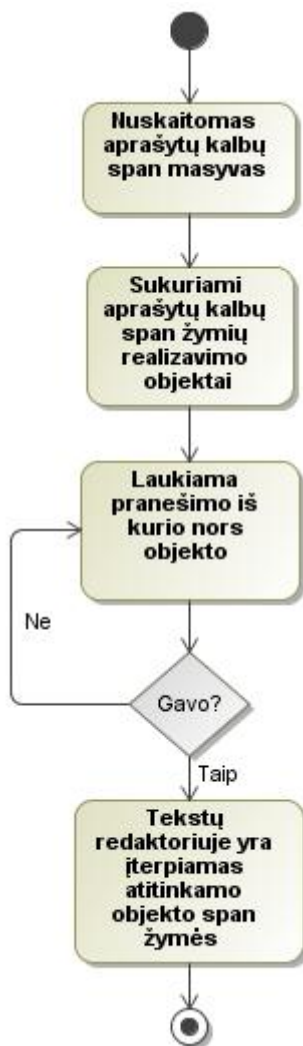 Nuskaitomas
aprašytų kalbų
span masyvas
Sukuriami
aprašytų kalbų
span žymių
realizavimo
objektai
Laukiama
pranešimo iš
kurio nors
objekto
Ne
Gavo?
Taip
Tekstų
redaktoriuje yra
įterpiamas
atitinkamo
objekto span
žymės